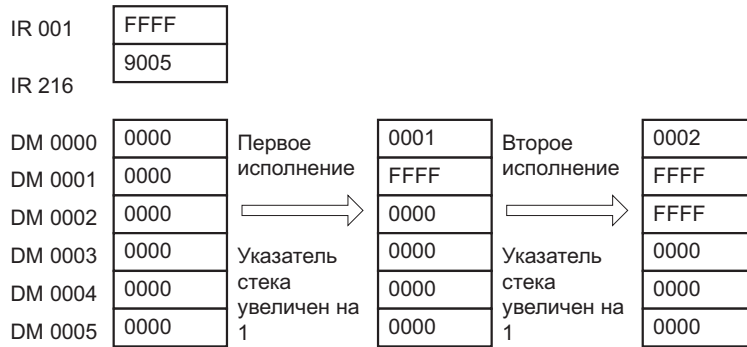 IR 001 FFFF
9005
IR 216
DM 0000 0000 Первое 0001 Второе 0002
DM 0001 0000 исполнение FFFF исполнение FFFF
DM 0002 0000 0000 FFFF
DM 0003 0000 Указатель 0000 Указатель 0000
DM 0004 0000 стека 0000 стека 0000
увеличен на увеличен на
DM 0005 0000 1 0000 1 0000